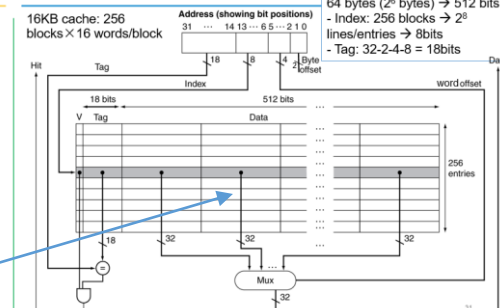 16KB cache: 256
blocks×16 words/block
Address (showing bit positions)
31 ... 14 13 ... 6 5 ... 2 1 0
64 bytes (2⁶ bytes) → 512 bits
- Index: 256 blocks → 2⁸
lines/entries → 8bits
- Tag: 32-2-4-8 = 18bits
Hit
Tag
18
8
4
2
Byte
offset
Da
Index
word offset
18 bits
512 bits
...
V Tag
Data
...
256
entries
18
32
32
32
...
=
...
Mux
32